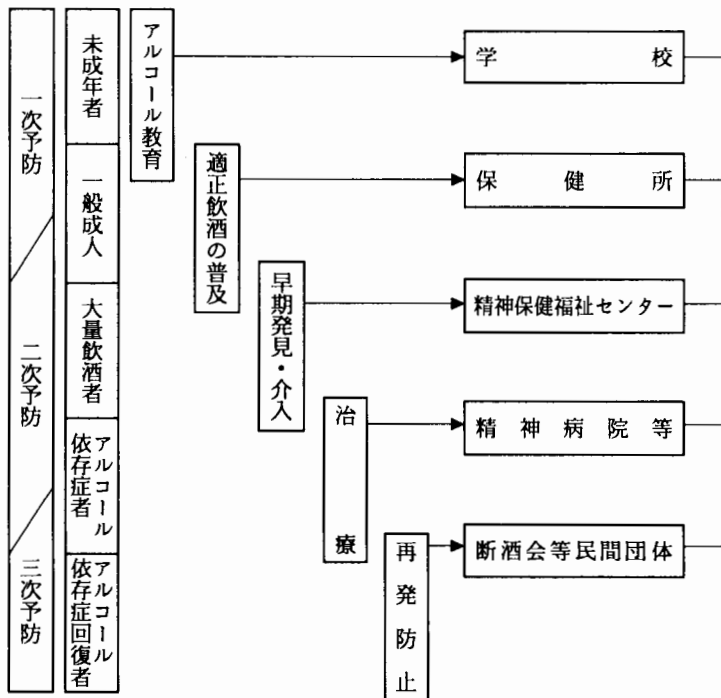 一次予防
二次予防
三次予防
未成年者
一般成人
大量飲酒者
アルコール
依存症者
アルコール
依存症回復者
アルコール教育
適正飲酒の普及
早期発見・介入
治療
再発防止
学校
保健所
精神保健福祉センター
精神病院等
断酒会等民間団体